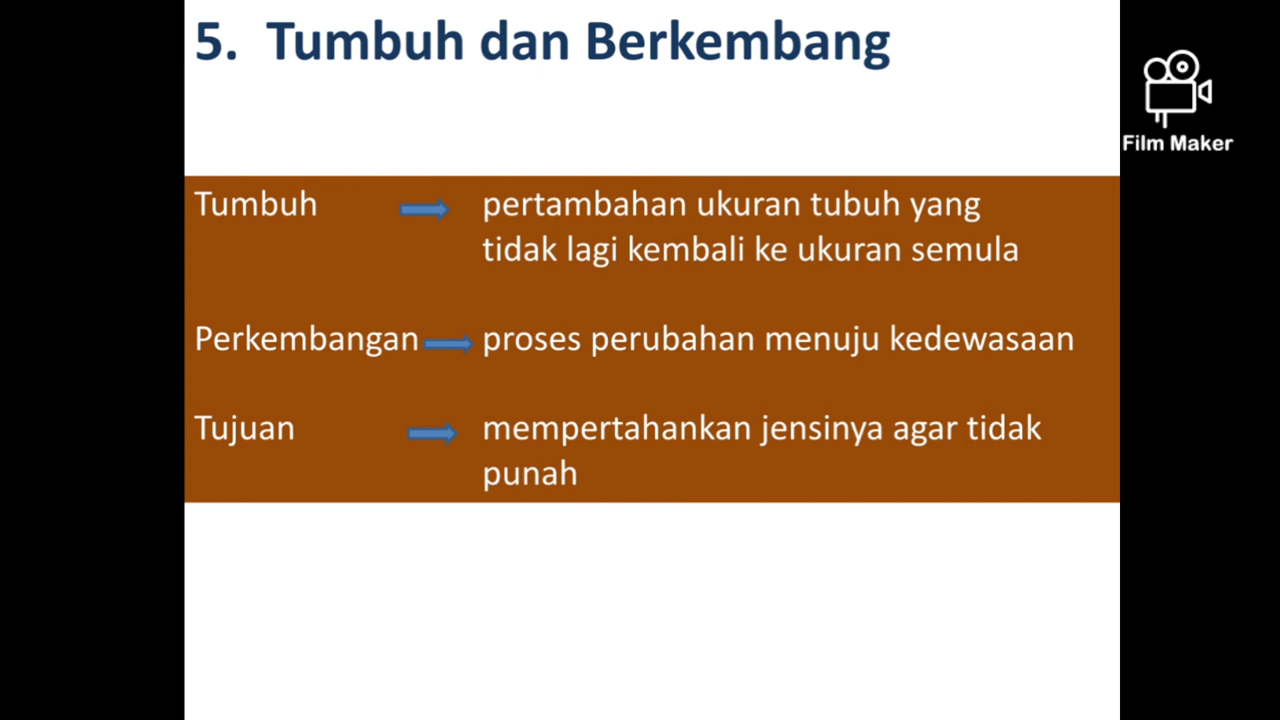 5. Tumbuh dan Berkembang
Film Maker
Tumbuh pertambahan ukuran tubuh yang
tidak lagi kembali ke ukuran semula
Perkembangan proses perubahan menuju kedewasaan
Tujuan mempertahankan jensinya agar tidak
punah